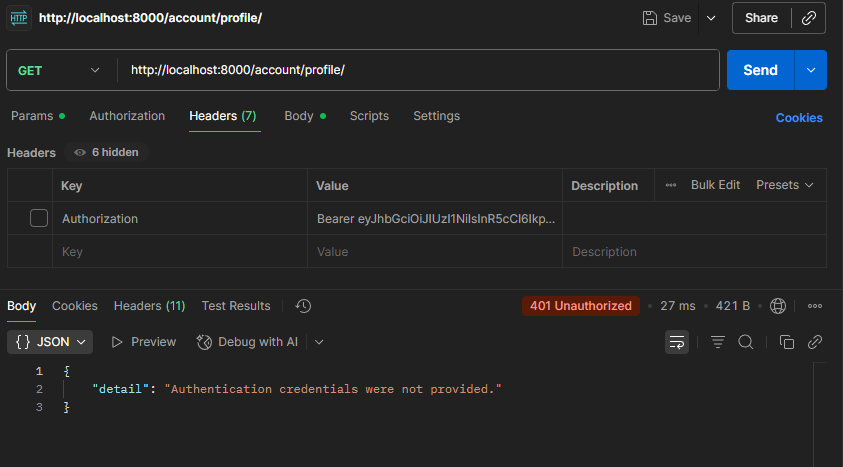 HTTP http://localhost:8000/account/profile/ Save Share
GET http://localhost:8000/account/profile/ Send
Params Authorization Headers (7) Body Scripts Settings Cookies
Headers 6 hidden
Key Value Description Bulk Edit Presets
Authorization Bearer eyJhbGciOiJIUzI1NiIsInR5cCI6Ikp...
Key Value Description
Body Cookies Headers (11) Test Results 401 Unauthorized • 27 ms • 421 B
{} JSON Preview Debug with AI
1 {
2 "detail": "Authentication credentials were not provided."
3 }